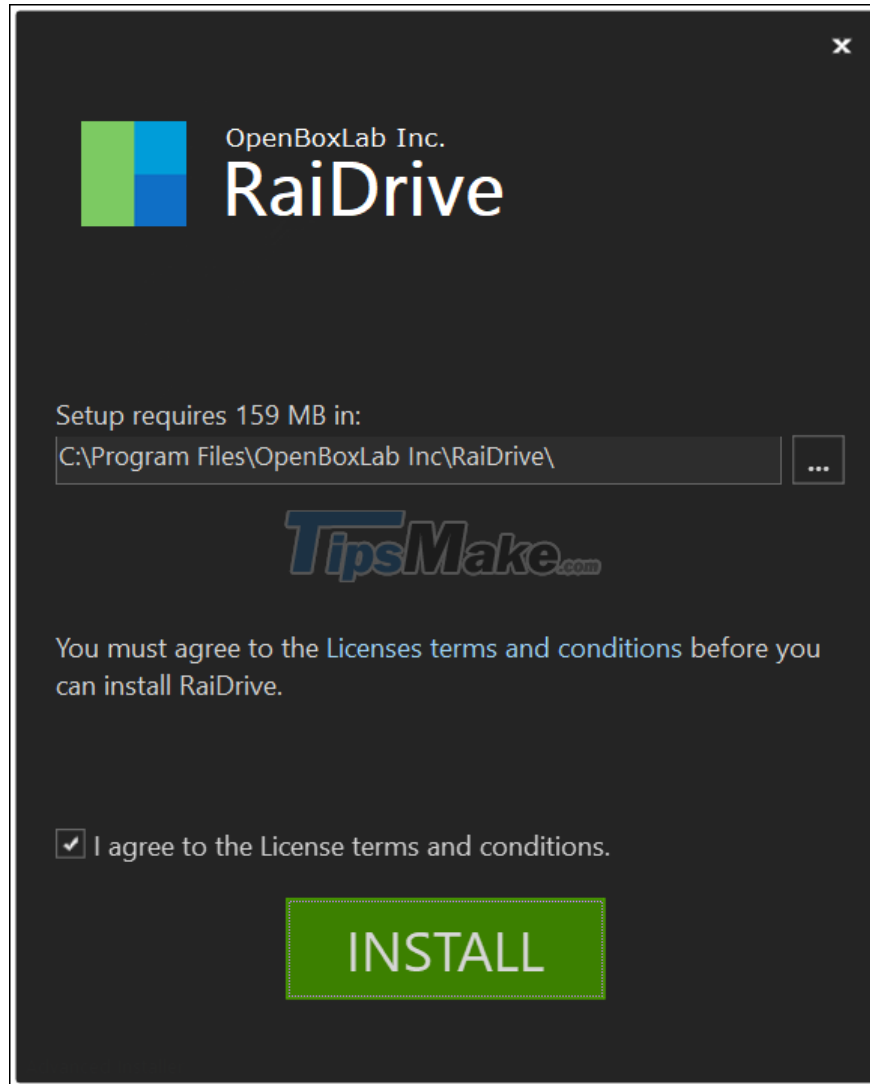 OpenBoxLab Inc.
RaiDrive
Setup requires 159 MB in:
C:\Program Files\OpenBoxLab Inc\RaiDrive\
...
TipsMake.com
You must agree to the Licenses terms and conditions before you
can install RaiDrive.
I agree to the License terms and conditions.
INSTALL